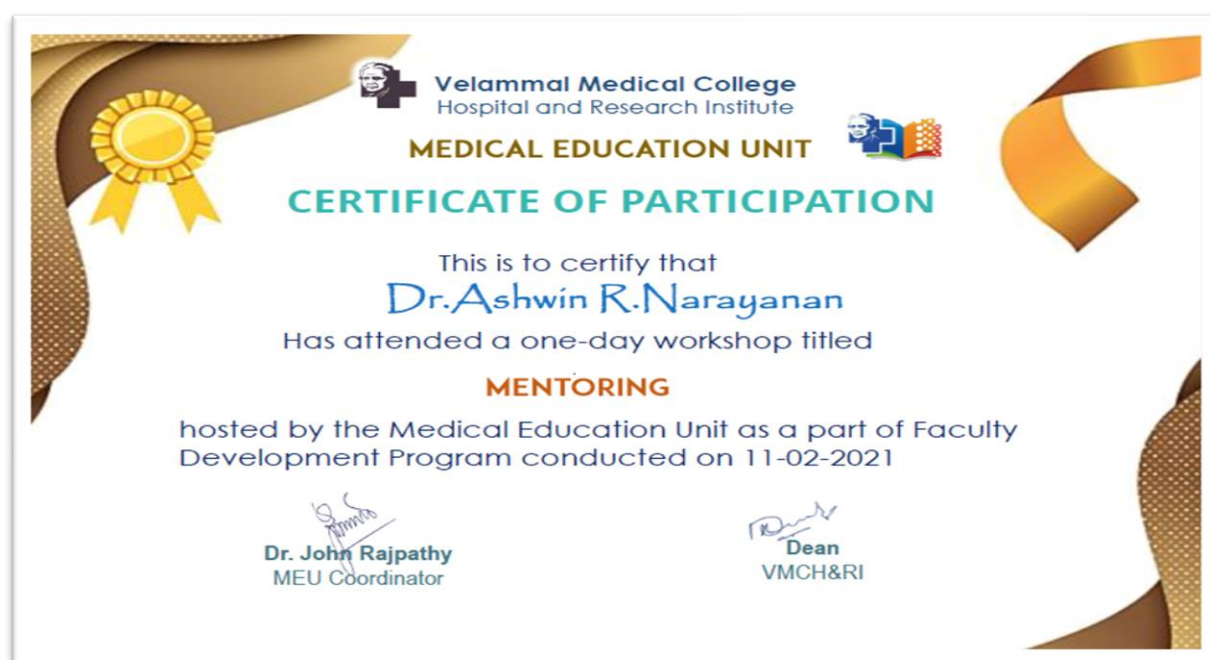 Velammal Medical College
Hospital and Research Institute
MEDICAL EDUCATION UNIT
CERTIFICATE OF PARTICIPATION
This is to certify that
Dr.Ashwin R.Narayanan
Has attended a one-day workshop titled
MENTORING
hosted by the Medical Education Unit as a part of Faculty
Development Program conducted on 11-02-2021
Dr. John Rajpathy
MEU Coordinator
Dean
VMCH&RI